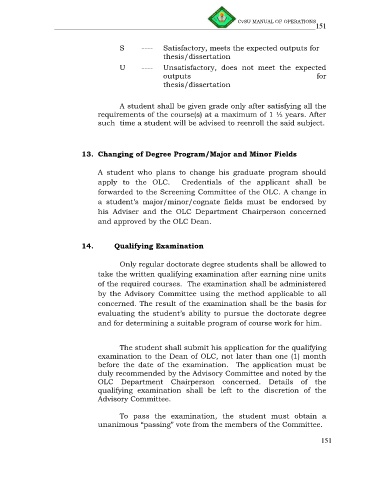 CvSU MANUAL OF OPERATIONS
151
S ---- Satisfactory, meets the expected outputs for
thesis/dissertation
U ---- Unsatisfactory, does not meet the expected
outputs for
thesis/dissertation
A student shall be given grade only after satisfying all the
requirements of the course(s) at a maximum of 1 ½ years. After
such time a student will be advised to reenroll the said subject.
13. Changing of Degree Program/Major and Minor Fields
A student who plans to change his graduate program should
apply to the OLC. Credentials of the applicant shall be
forwarded to the Screening Committee of the OLC. A change in
a student's major/minor/cognate fields must be endorsed by
his Adviser and the OLC Department Chairperson concerned
and approved by the OLC Dean.
14. Qualifying Examination
Only regular doctorate degree students shall be allowed to
take the written qualifying examination after earning nine units
of the required courses. The examination shall be administered
by the Advisory Committee using the method applicable to all
concerned. The result of the examination shall be the basis for
evaluating the student's ability to pursue the doctorate degree
and for determining a suitable program of course work for him.
The student shall submit his application for the qualifying
examination to the Dean of OLC, not later than one (1) month
before the date of the examination. The application must be
duly recommended by the Advisory Committee and noted by the
OLC Department Chairperson concerned. Details of the
qualifying examination shall be left to the discretion of the
Advisory Committee.
To pass the examination, the student must obtain a
unanimous "passing" vote from the members of the Committee.
151